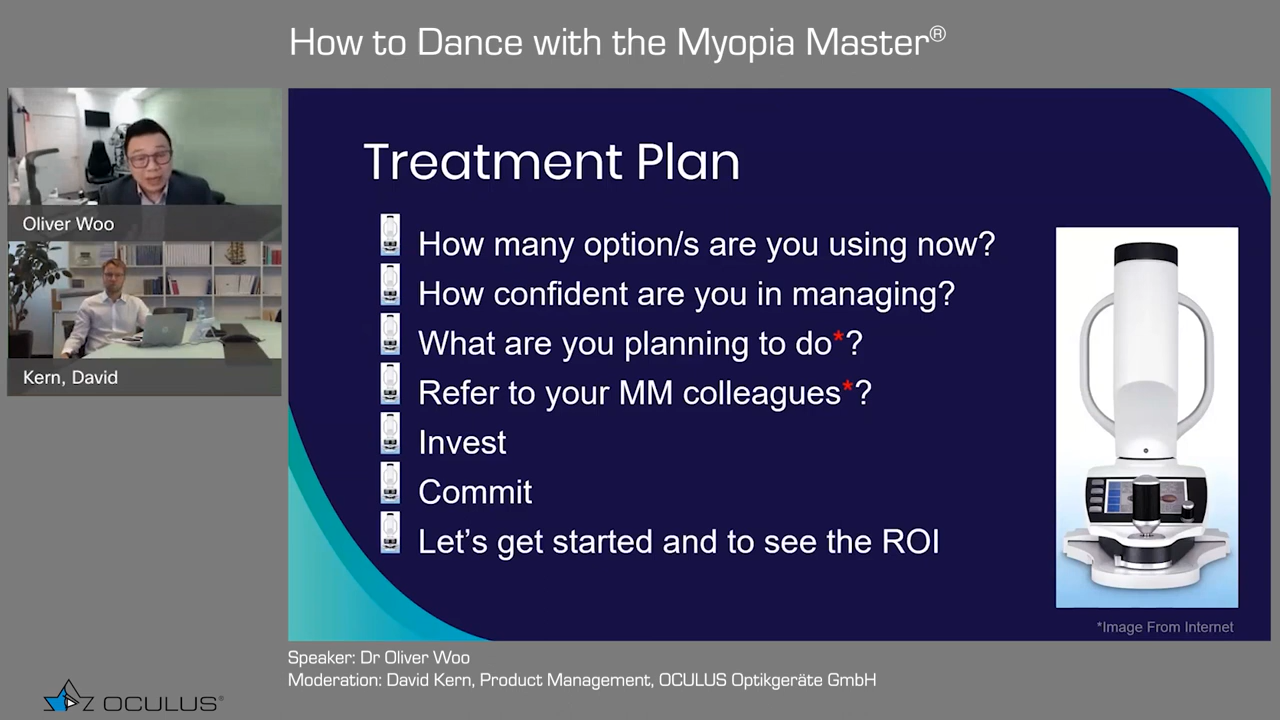 How to Dance with the Myopia Master®
Oliver Woo
Kern, David
Treatment Plan
How many option/s are you using now?
How confident are you in managing?
What are you planning to do*?
Refer to your MM colleagues*?
Invest
Commit
Let's get started and to see the ROI
*Image From Internet
Speaker: Dr Oliver Woo
Moderation: David Kern, Product Management, OCULUS Optikgeräte GmbH
OCULUS®